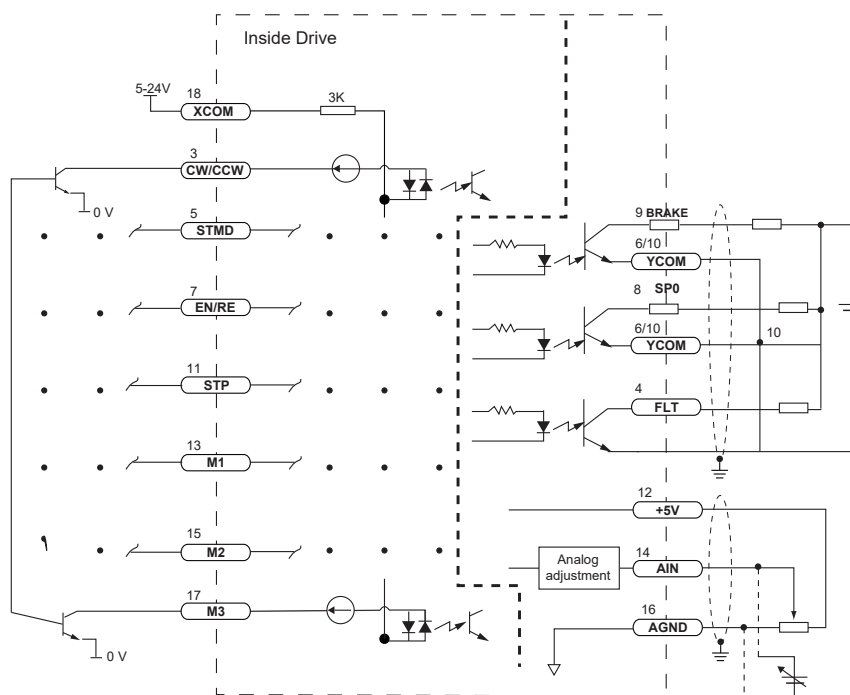 Inside Drive
5-24V
18
XCOM
3K
3
CW/CCW
0 V
5
STMD
7
EN/RE
11
STP
13
M1
15
M2
17
M3
0 V
9 BRAKE
6/10
YCOM
8 SP0
6/10
YCOM
10
4
FLT
12
+5V
Analog
adjustment
14
AIN
16
AGND